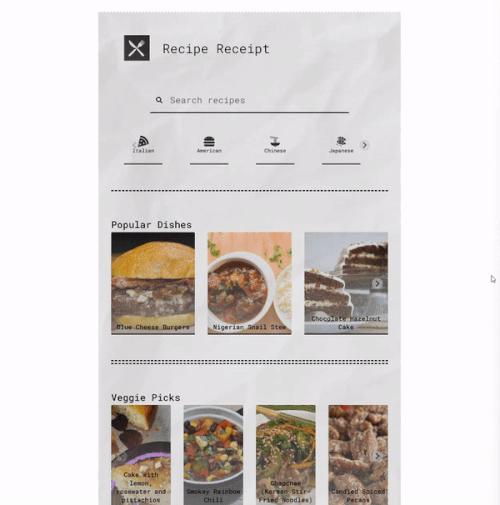 Recipe Receipt
Search recipes
Italian
American
Chinese
Japanese
Popular Dishes
Blue Cheese Burgers
Nigerian Snail Stew
Chocolate Hazelnut
Cake
Veggie Picks
Cake with
lemon,
rosewater and
pistachios
Smokey Rainbow
Chili
Chapchae
(Korean Stir-
Fried Noodles)
Candied Spiced
Pecans